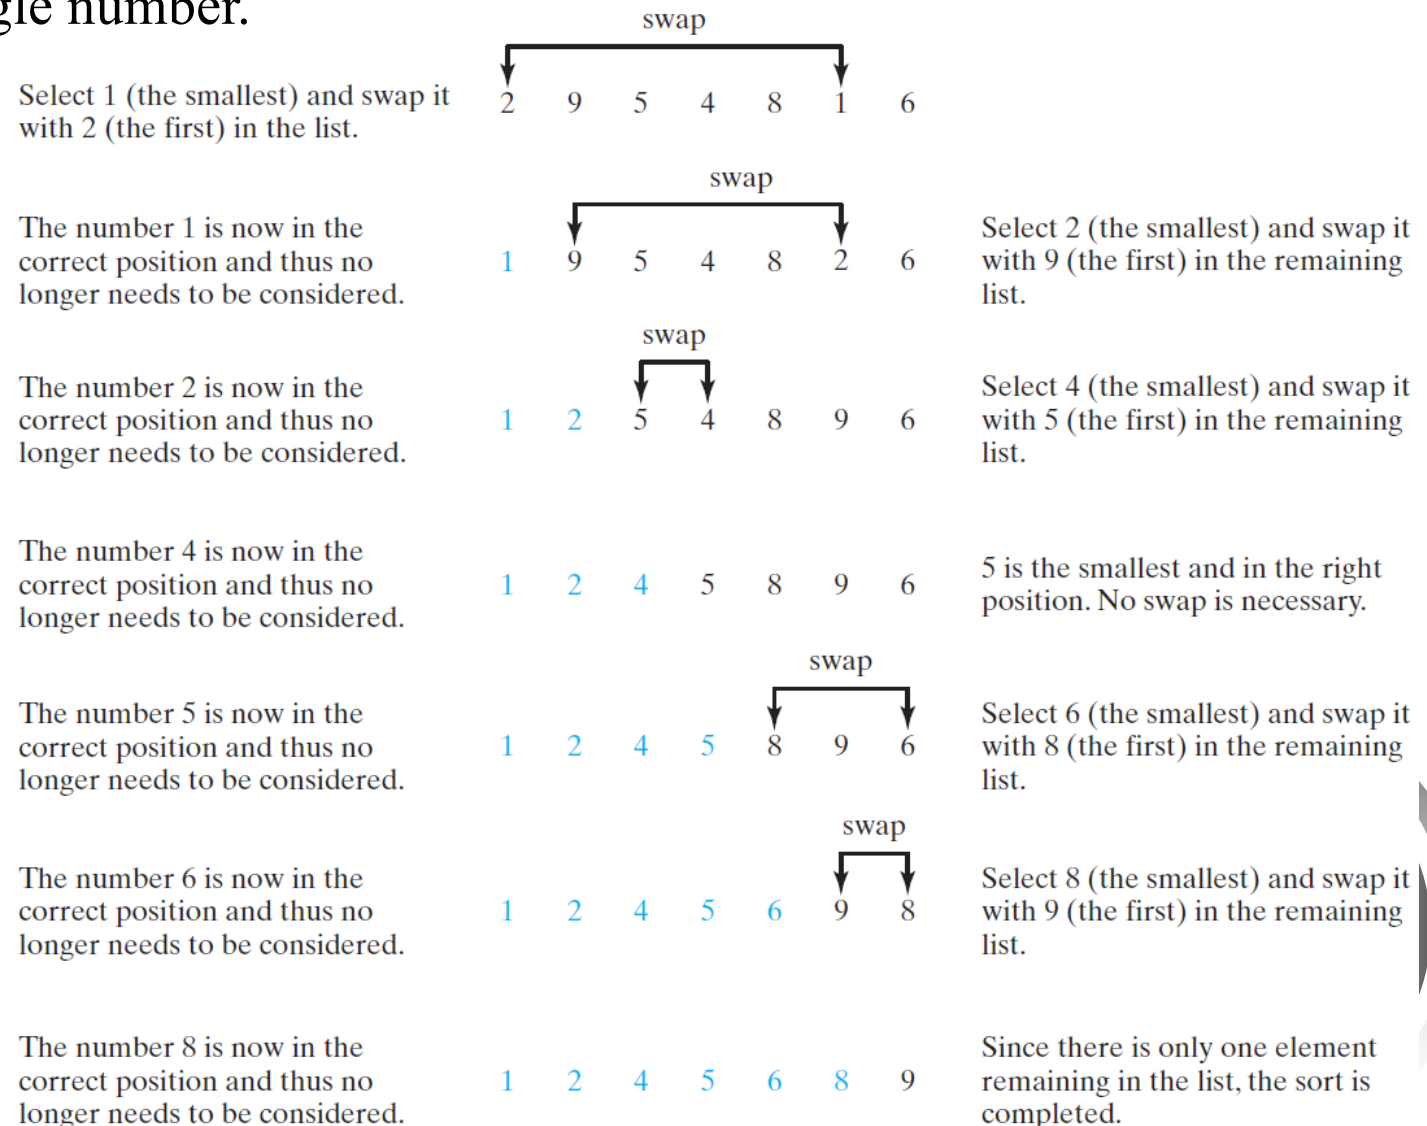 gle number.
swap
Select 1 (the smallest) and swap it
with 2 (the first) in the list.
2 9 5 4 8 1 6
swap
The number 1 is now in the
correct position and thus no
longer needs to be considered.
1 9 5 4 8 2 6
Select 2 (the smallest) and swap it
with 9 (the first) in the remaining
list.
swap
The number 2 is now in the
correct position and thus no
longer needs to be considered.
1 2 5 4 8 9 6
Select 4 (the smallest) and swap it
with 5 (the first) in the remaining
list.
The number 4 is now in the
correct position and thus no
longer needs to be considered.
1 2 4 5 8 9 6
5 is the smallest and in the right
position. No swap is necessary.
swap
The number 5 is now in the
correct position and thus no
longer needs to be considered.
1 2 4 5 8 9 6
Select 6 (the smallest) and swap it
with 8 (the first) in the remaining
list.
swap
The number 6 is now in the
correct position and thus no
longer needs to be considered.
1 2 4 5 6 9 8
Select 8 (the smallest) and swap it
with 9 (the first) in the remaining
list.
The number 8 is now in the
correct position and thus no
longer needs to be considered.
1 2 4 5 6 8 9
Since there is only one element
remaining in the list, the sort is
completed.